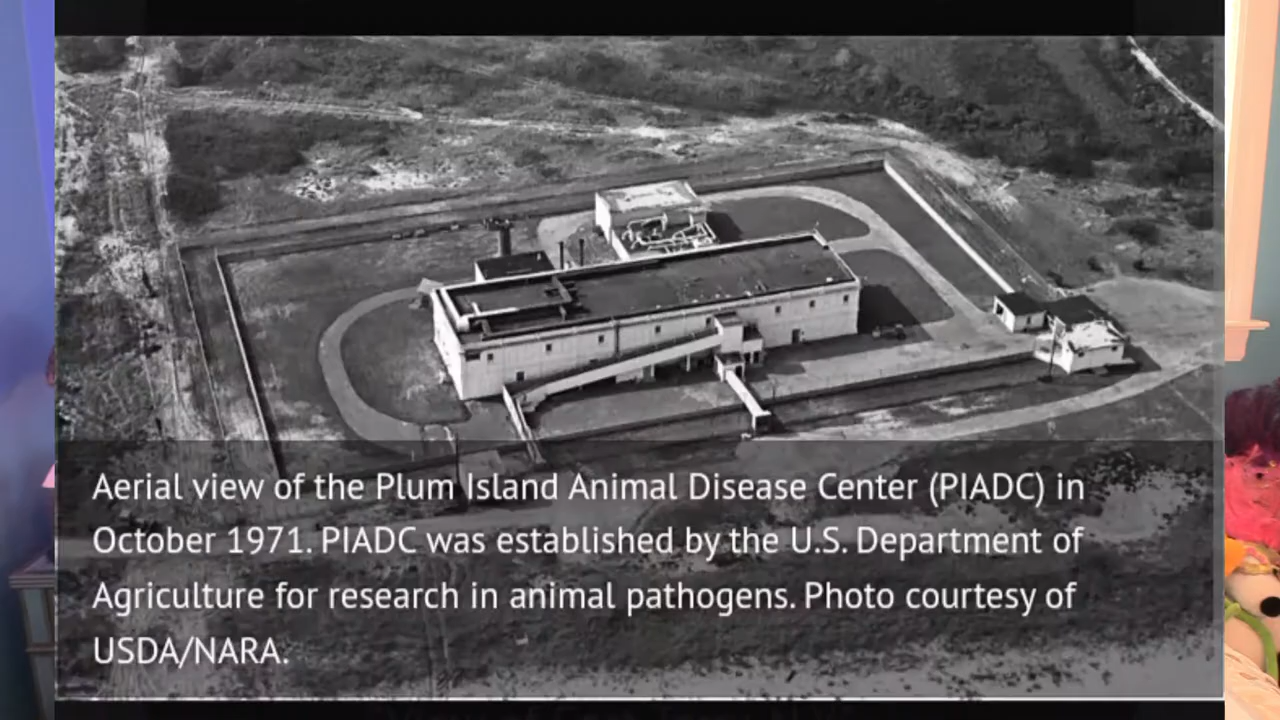 Aerial view of the Plum Island Animal Disease Center (PIADC) in
October 1971. PIADC was established by the U.S. Department of
Agriculture for research in animal pathogens. Photo courtesy of
USDA/NARA.